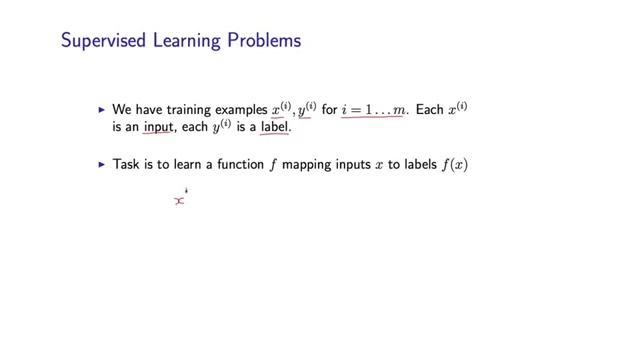 Supervised Learning Problems
▶ We have training examples x^(i), y^(i) for i = 1 . . . m. Each x^(i)
is an input, each y^(i) is a label.
▶ Task is to learn a function f mapping inputs x to labels f(x)
x